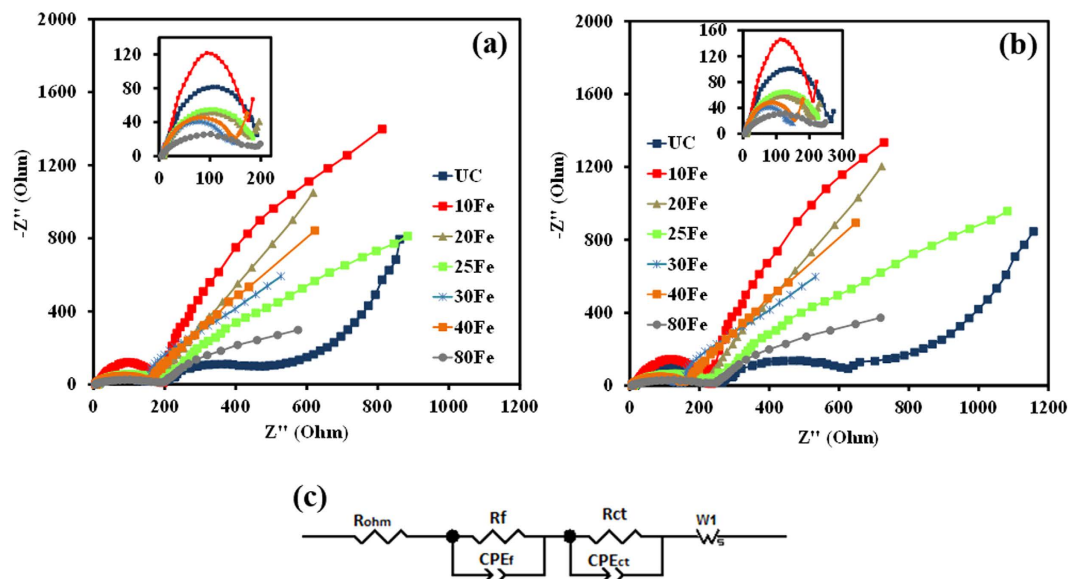 (a)
2000
1600
1200
800
400
0
-Z" (Ohm)
120
80
40
0
0 100 200
UC
10Fe
20Fe
25Fe
30Fe
40Fe
80Fe
0 200 400 600 800 1000 1200
Z" (Ohm)
(b)
2000
1600
1200
800
400
0
-Z" (Ohm)
160
120
80
40
0
0 100 200 300
UC
10Fe
20Fe
25Fe
30Fe
40Fe
80Fe
0 200 400 600 800 1000 1200
Z" (Ohm)
(c)
Rohm
Rf
CPEf
Rct
CPEct
W1
s